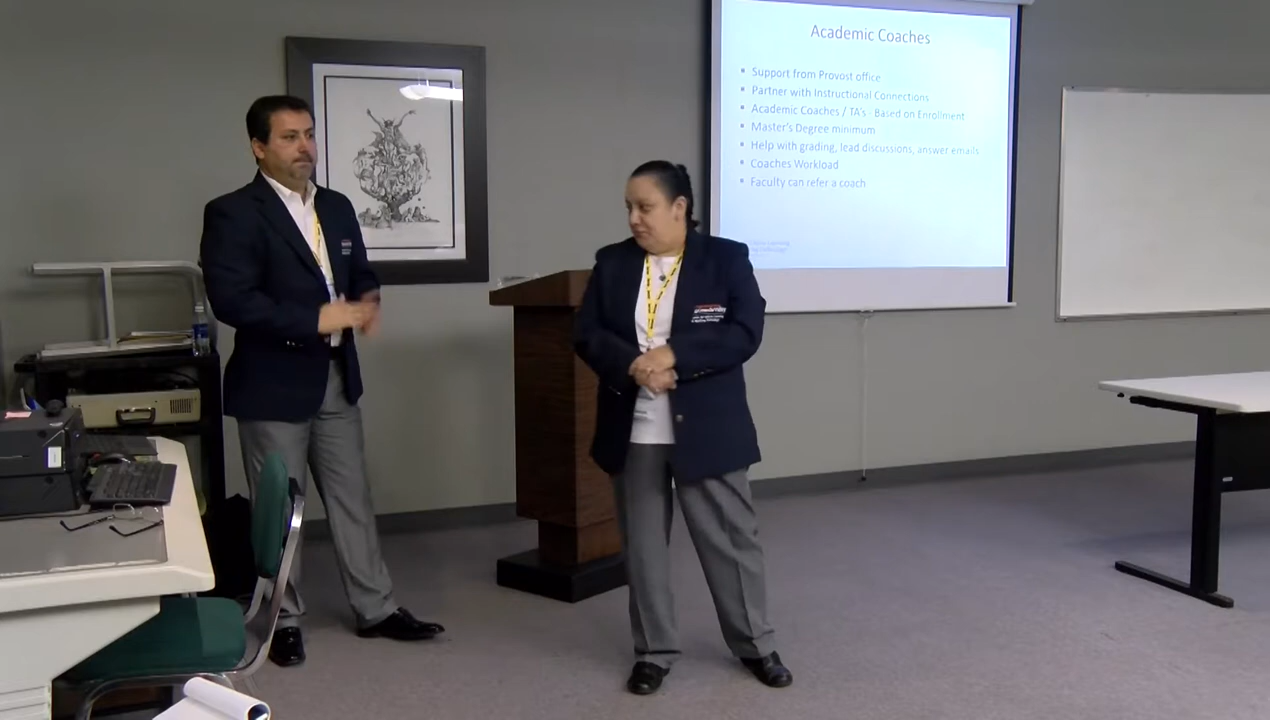 Academic Coaches
• Support from Provost office
• Partner with Instructional Connections
• Academic Coaches / TA's - Based on Enrollment
• Master's Degree minimum
• Help with grading, lead discussions, answer emails
• Coaches Workload
• Faculty can refer a coach